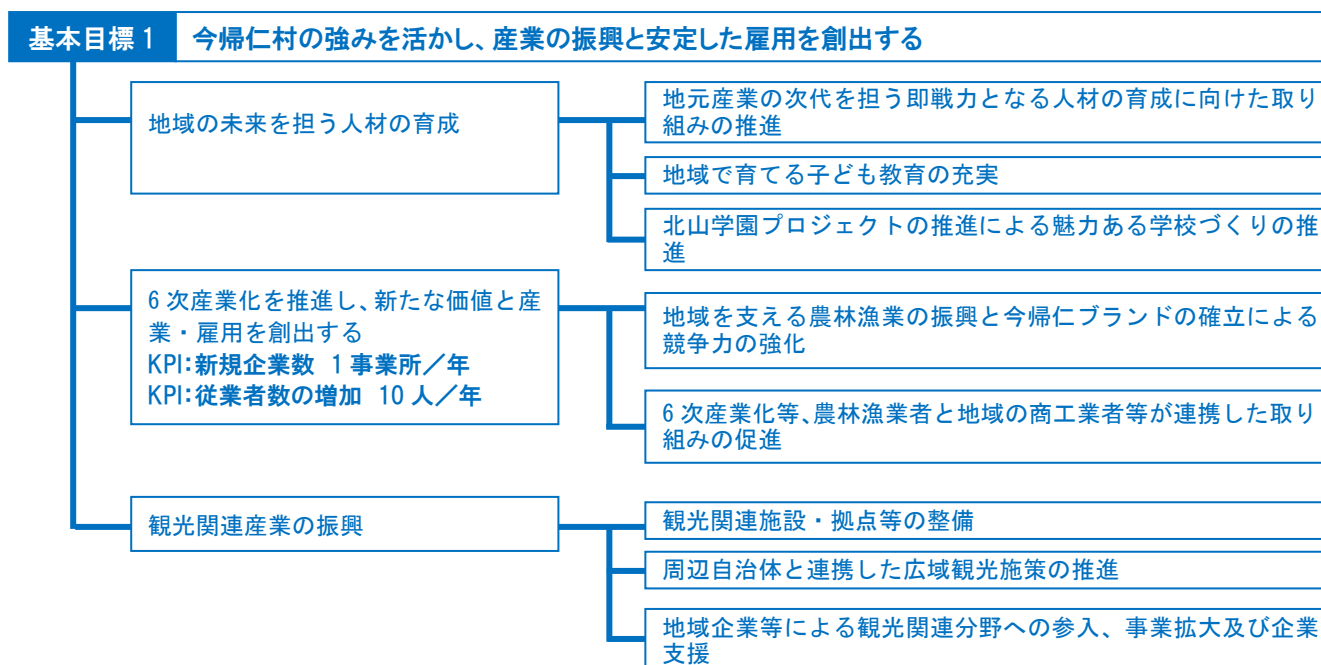 基本目標1 今帰仁村の強みを活かし、産業の振興と安定した雇用を創出する
地域の未来を担う人材の育成
地元産業の次代を担う即戦力となる人材の育成に向けた取り
組みの推進
地域で育てる子ども教育の充実
北山学園プロジェクトの推進による魅力ある学校づくりの推
進
6次産業化を推進し、新たな価値と産
業・雇用を創出する
KPI:新規企業数 1事業所／年
KPI:従業者数の増加 10人／年
地域を支える農林漁業の振興と今帰仁ブランドの確立による
競争力の強化
6次産業化等、農林漁業者と地域の商工業者等が連携した取り
組みの促進
観光関連産業の振興
観光関連施設・拠点等の整備
周辺自治体と連携した広域観光施策の推進
地域企業等による観光関連分野への参入、事業拡大及び企業
支援